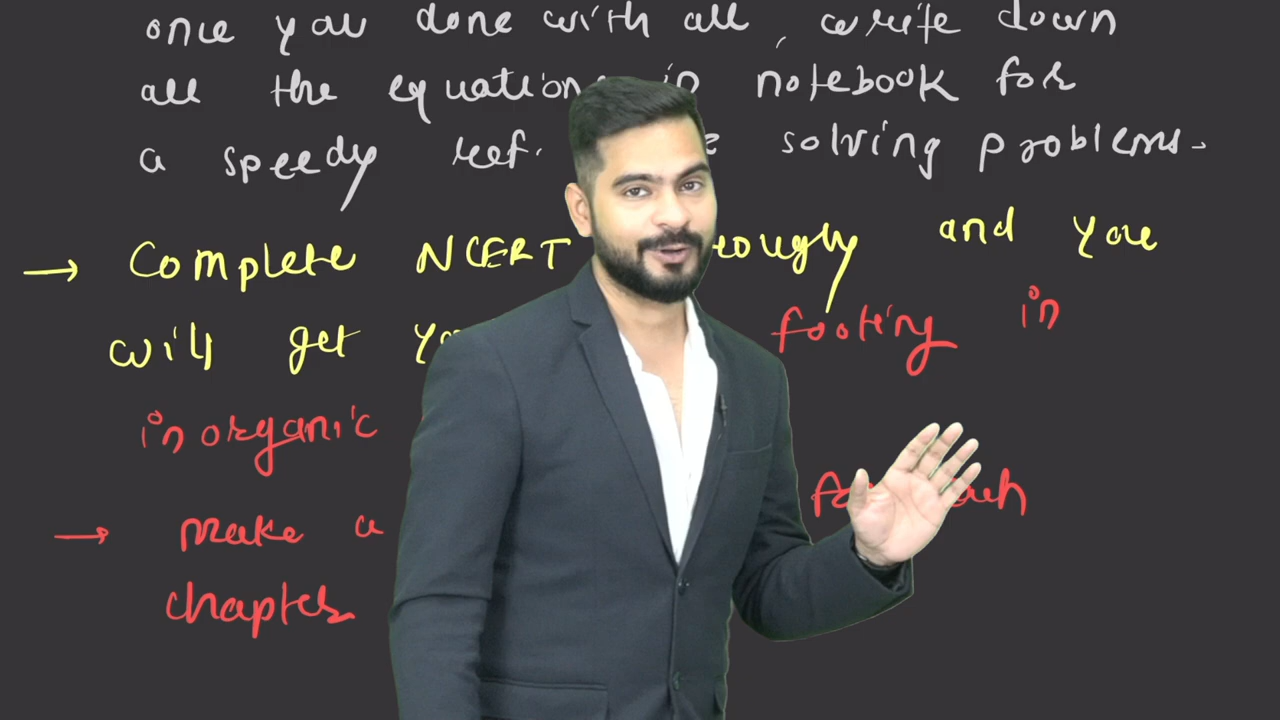 once you done with all, write down
all the equation in notebook for
a speedy ref. solving problems.
→ Complete NCERT and you
will get footing in
inorganic
→ make a
chapter